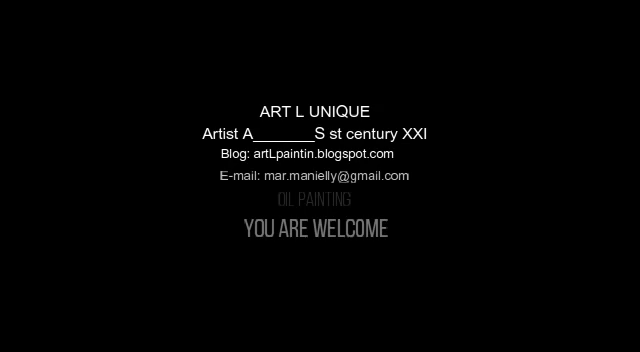 ART L UNIQUE
Artist A_______S st century XXI
Blog: artLpaintin.blogspot.com
E-mail: mar.manielly@gmail.com
OIL PAINTING
YOU ARE WELCOME